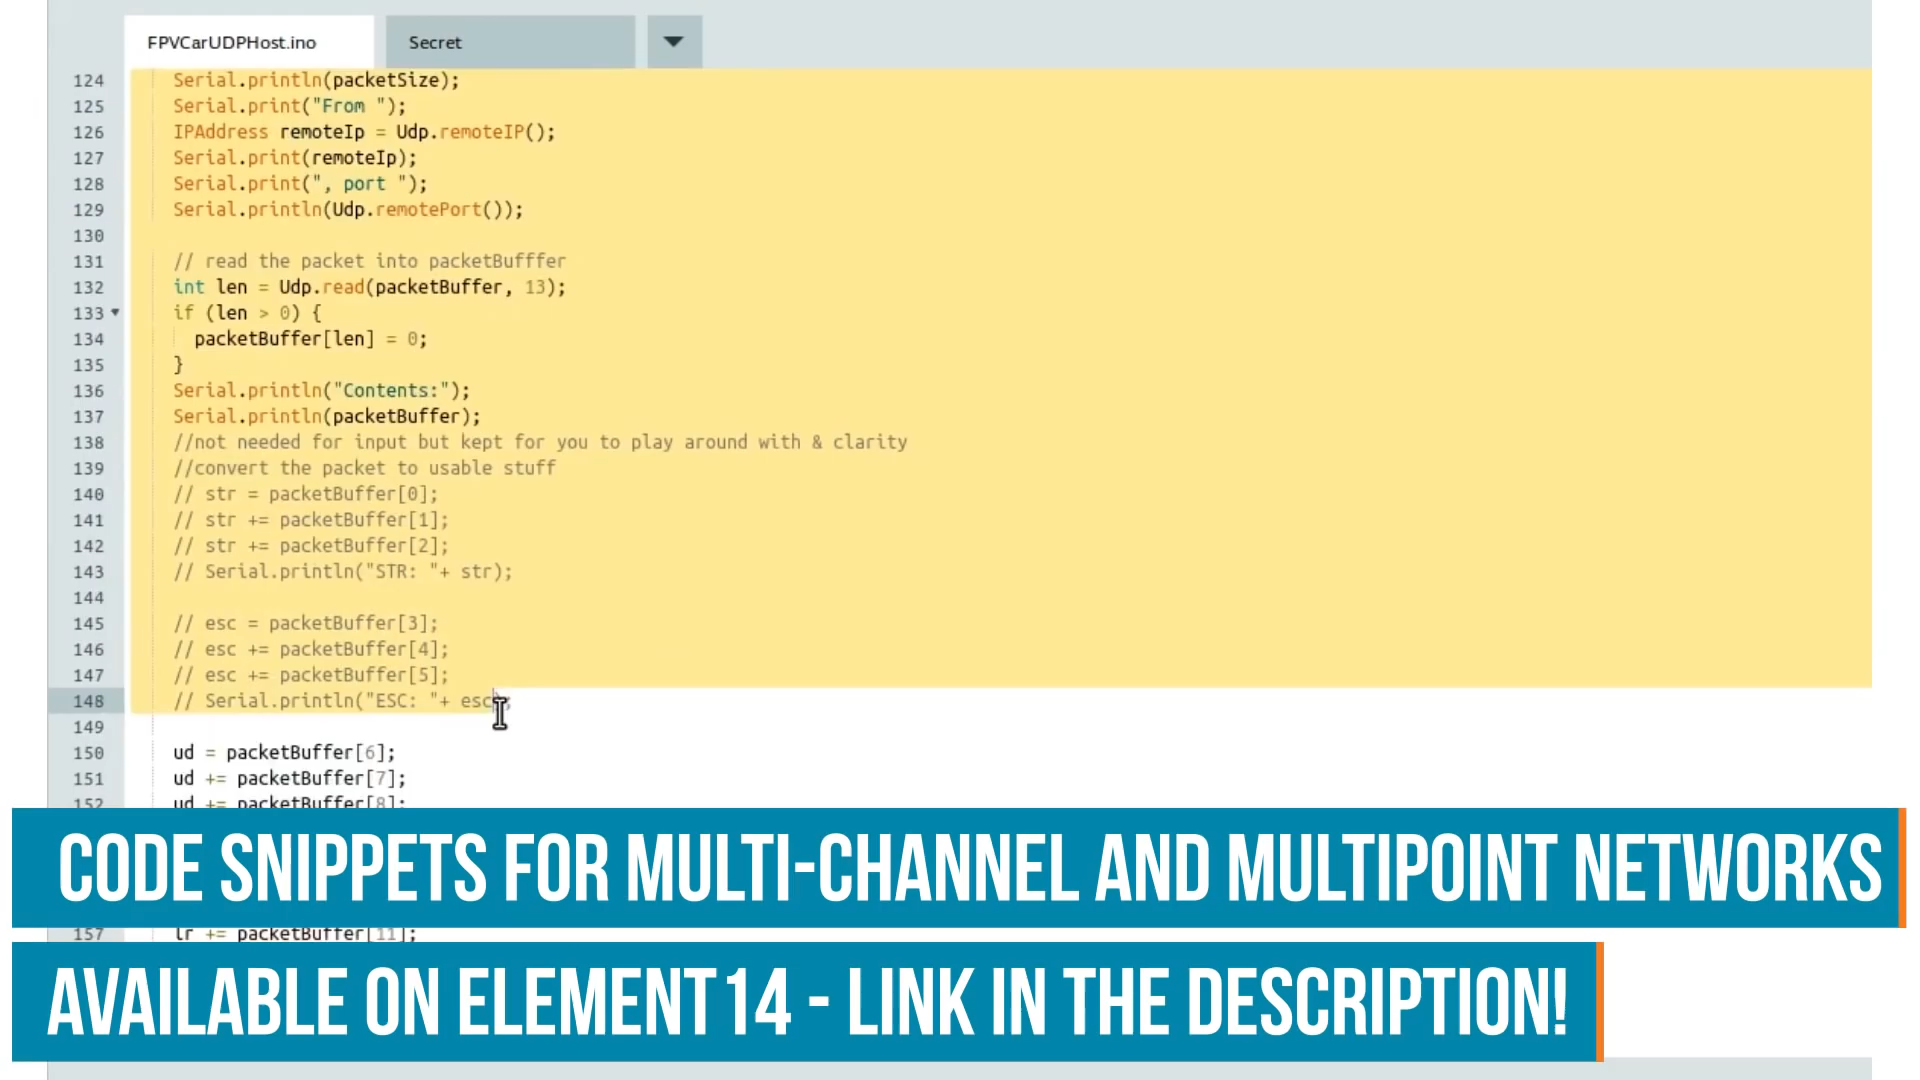 FPVCarUDPHost.ino Secret
124 Serial.println(packetSize);
125 Serial.print("From ");
126 IPAddress remoteIp = Udp.remoteIP();
127 Serial.print(remoteIp);
128 Serial.print(", port ");
129 Serial.println(Udp.remotePort());
130
131 // read the packet into packetBufffer
132 int len = Udp.read(packetBuffer, 13);
133 if (len > 0) {
134 packetBuffer[len] = 0;
135 }
136 Serial.println("Contents:");
137 Serial.println(packetBuffer);
138 //not needed for input but kept for you to play around with & clarity
139 //convert the packet to usable stuff
140 // str = packetBuffer[0];
141 // str += packetBuffer[1];
142 // str += packetBuffer[2];
143 // Serial.println("STR: "+ str);
144
145 // esc = packetBuffer[3];
146 // esc += packetBuffer[4];
147 // esc += packetBuffer[5];
148 // Serial.println("ESC: "+ esc);
149
150 ud = packetBuffer[6];
151 ud += packetBuffer[7];
152 ud += packetBuffer[8];
CODE SNIPPETS FOR MULTI-CHANNEL AND MULTIPOINT NETWORKS
157 lr += packetBuffer[11];
AVAILABLE ON ELEMENT14 - LINK IN THE DESCRIPTION!